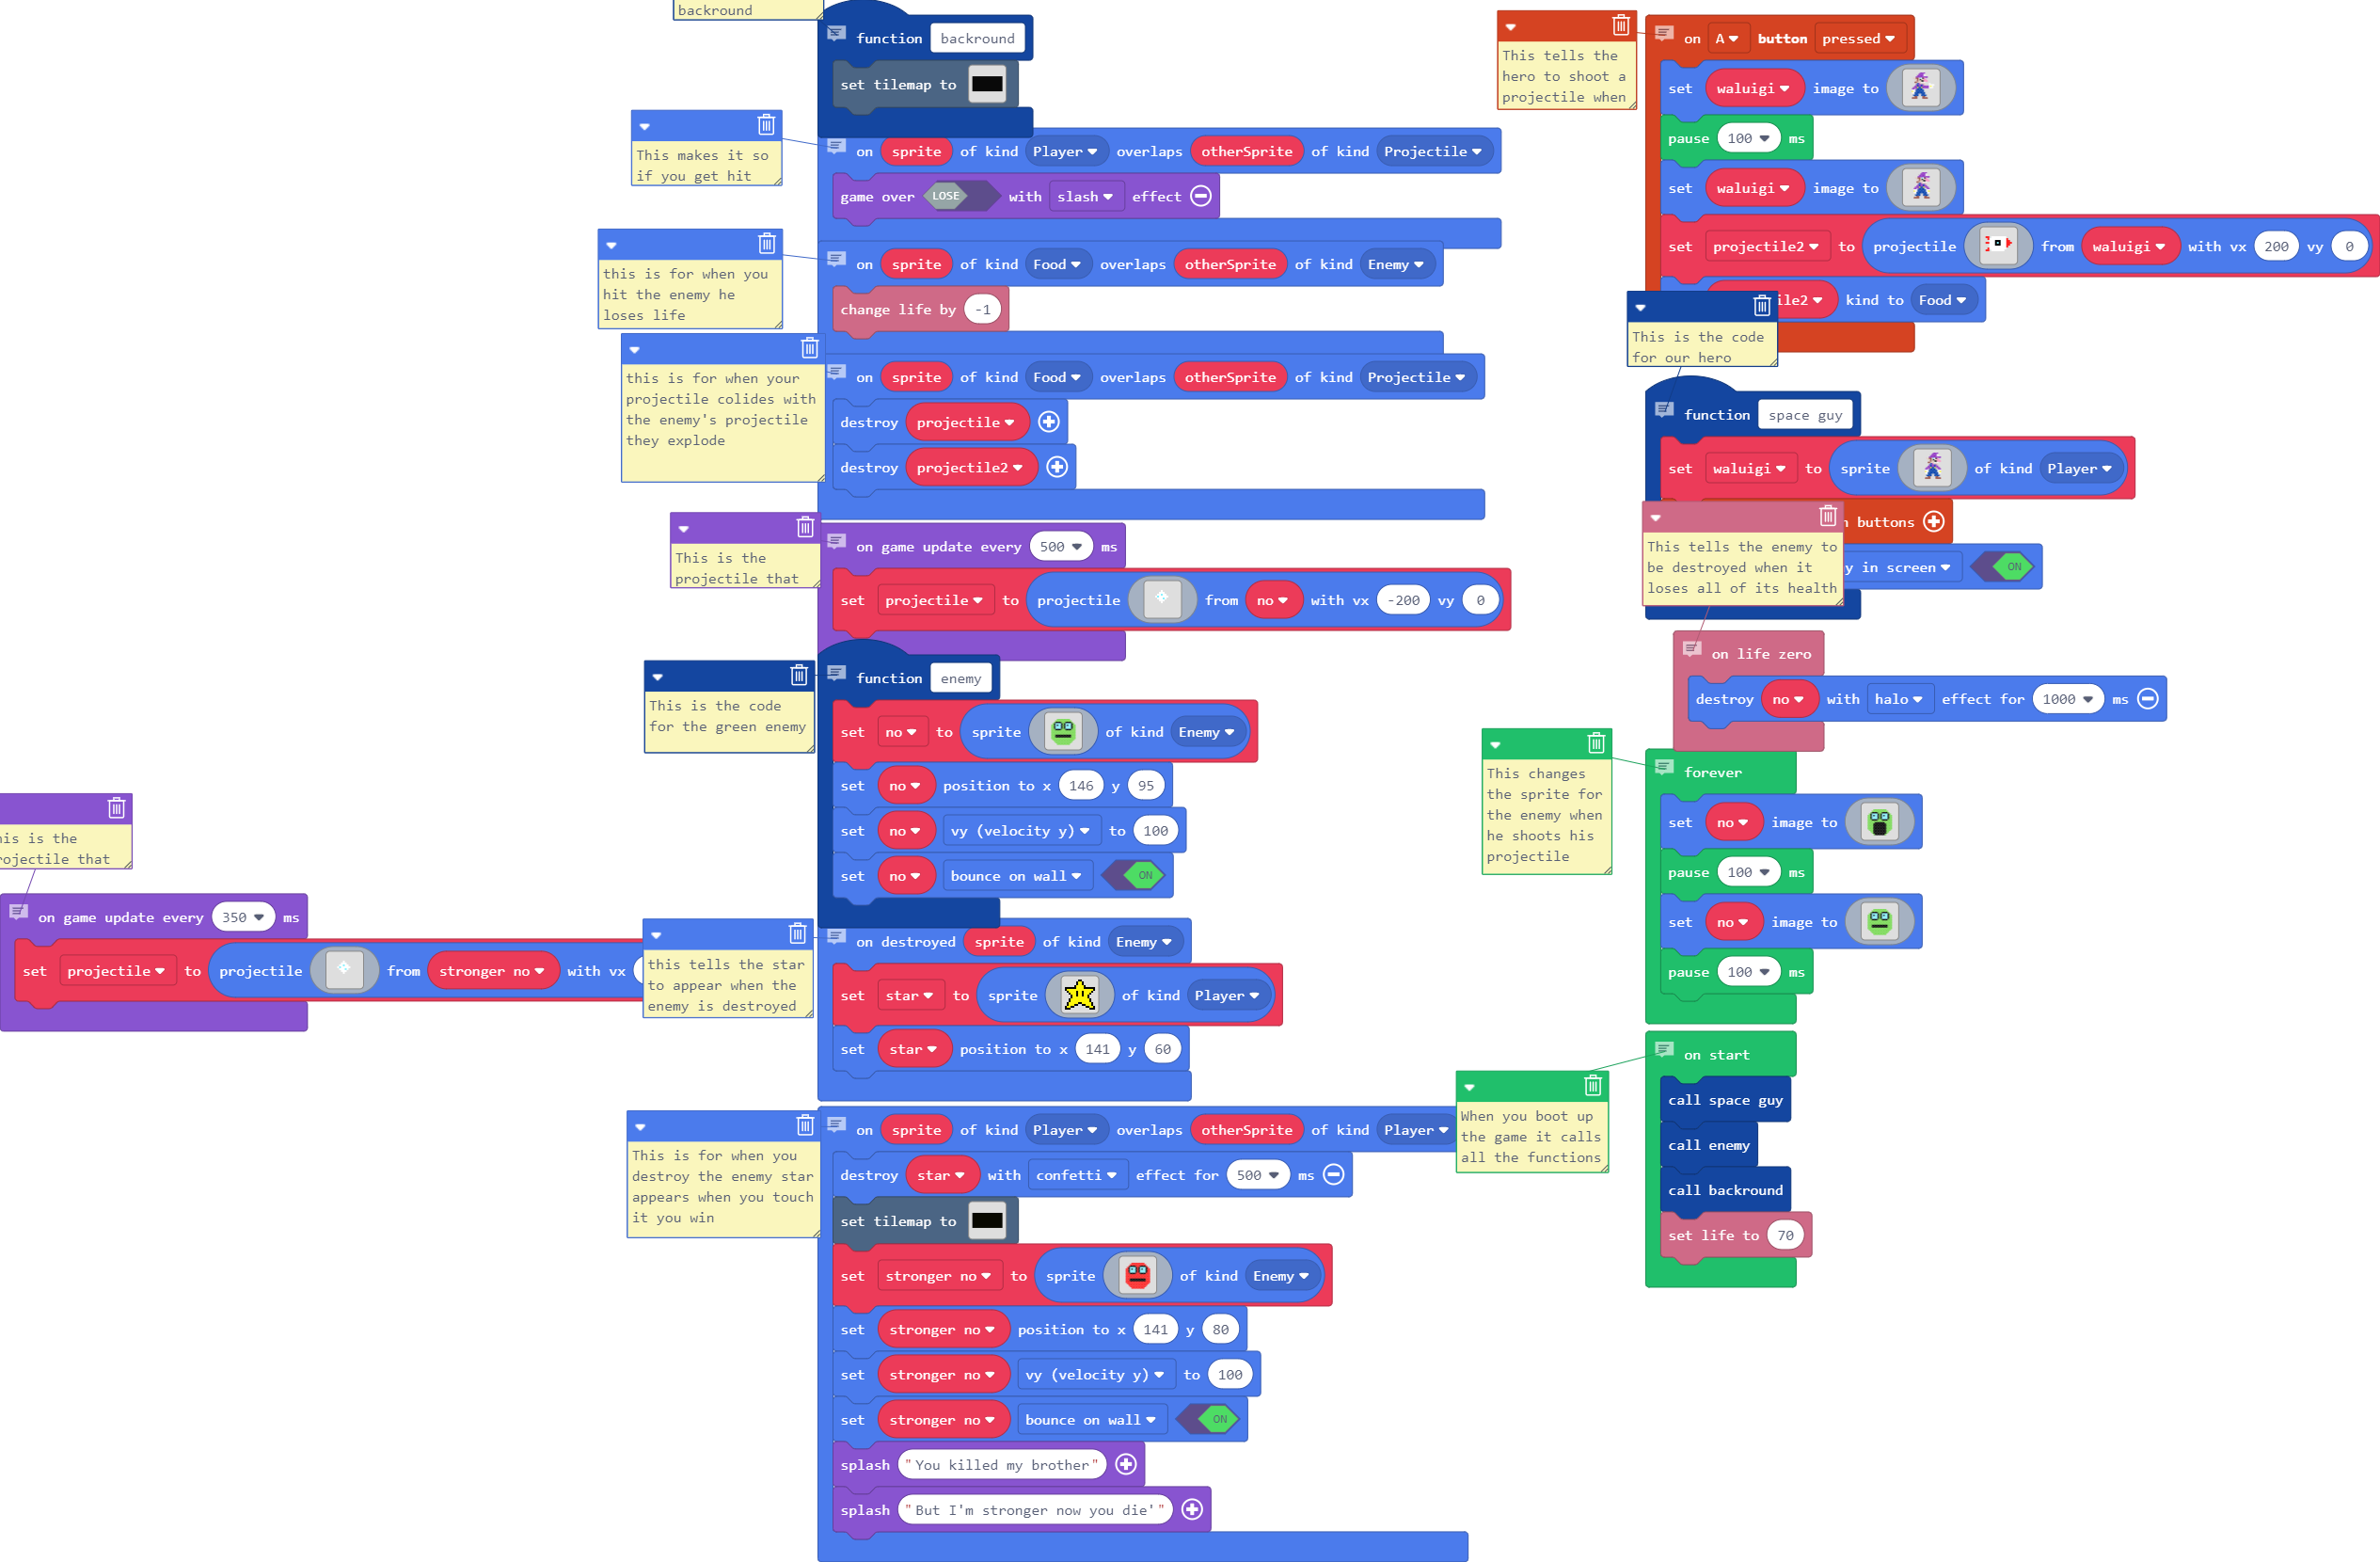 backround
function backround
set tilemap to
This makes it so
if you get hit
on sprite of kind Player overlaps otherSprite of kind Projectile
game over LOSE with slash effect
this is for when you
hit the enemy he
loses life
on sprite of kind Food overlaps otherSprite of kind Enemy
change life by -1
this is for when your
projectile colides with
the enemy's projectile
they explode
on sprite of kind Food overlaps otherSprite of kind Projectile
destroy projectile
destroy projectile2
This is the
projectile that
on game update every 500 ms
set projectile to projectile from no with vx -200 vy 0
This is the code
for the green enemy
function enemy
set no to sprite of kind Enemy
set no position to x 146 y 95
set no vy (velocity y) to 100
set no bounce on wall ON
his is the
rojectile that
on game update every 350 ms
set projectile to projectile from stronger no with vx
this tells the star
to appear when the
enemy is destroyed
on destroyed sprite of kind Enemy
set star to sprite of kind Player
set star position to x 141 y 60
This is for when you
destroy the enemy star
appears when you touch
it you win
on sprite of kind Player overlaps otherSprite of kind Player
destroy star with confetti effect for 500 ms
set tilemap to
set stronger no to sprite of kind Enemy
set stronger no position to x 141 y 80
set stronger no vy (velocity y) to 100
set stronger no bounce on wall ON
splash "You killed my brother"
splash "But I'm stronger now you die'"
This tells the
hero to shoot a
projectile when
on A button pressed
set waluigi image to
pause 100 ms
set waluigi image to
set projectile2 to projectile from waluigi with vx 200 vy 0
ile2 kind to Food
This is the code
for our hero
function space guy
set waluigi to sprite of kind Player
buttons
This tells the enemy to
be destroyed when it
loses all of its health
y in screen ON
on life zero
destroy no with halo effect for 1000 ms
This changes
the sprite for
the enemy when
he shoots his
projectile
forever
set no image to
pause 100 ms
set no image to
pause 100 ms
When you boot up
the game it calls
all the functions
on start
call space guy
call enemy
call backround
set life to 70